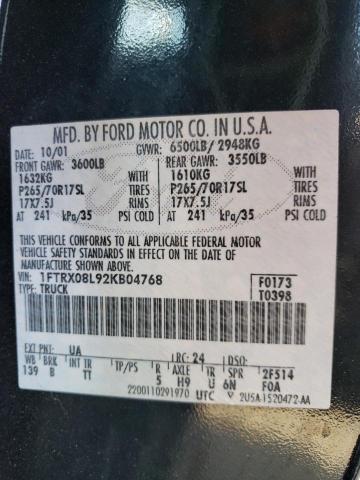 MFD. BY FORD MOTOR CO. IN U.S.A.
DATE: 10/01 GVWR: 6500LB/ 2948KG
FRONT GAWR: 3600LB REAR GAWR: 3550LB
1632KG WITH 1610KG WITH
P265/70R17SL TIRES P265/70R17SL TIRES
17X7.5J RIMS 17X7.5J RIMS
AT 241 kPa/35 PSI COLD AT 241 kPa/35 PSI COLD
THIS VEHICLE CONFORMS TO ALL APPLICABLE FEDERAL MOTOR
VEHICLE SAFETY AND THEFT PREVENTION STANDARDS IN
EFFECT ON THE DATE OF MANUFACTURE SHOWN ABOVE.
VIN: 1FTRX08L92KB04768 F0173
TYPE: TRUCK T0398
EXT PNT: UA RC: 24 DSO:
WB BRK INT TR TP/PS R AXLE TR SPR 2F514
139 B TT 5 H9 U 6N F0A
2200110291970 UTC
2U5A-1520472-AA